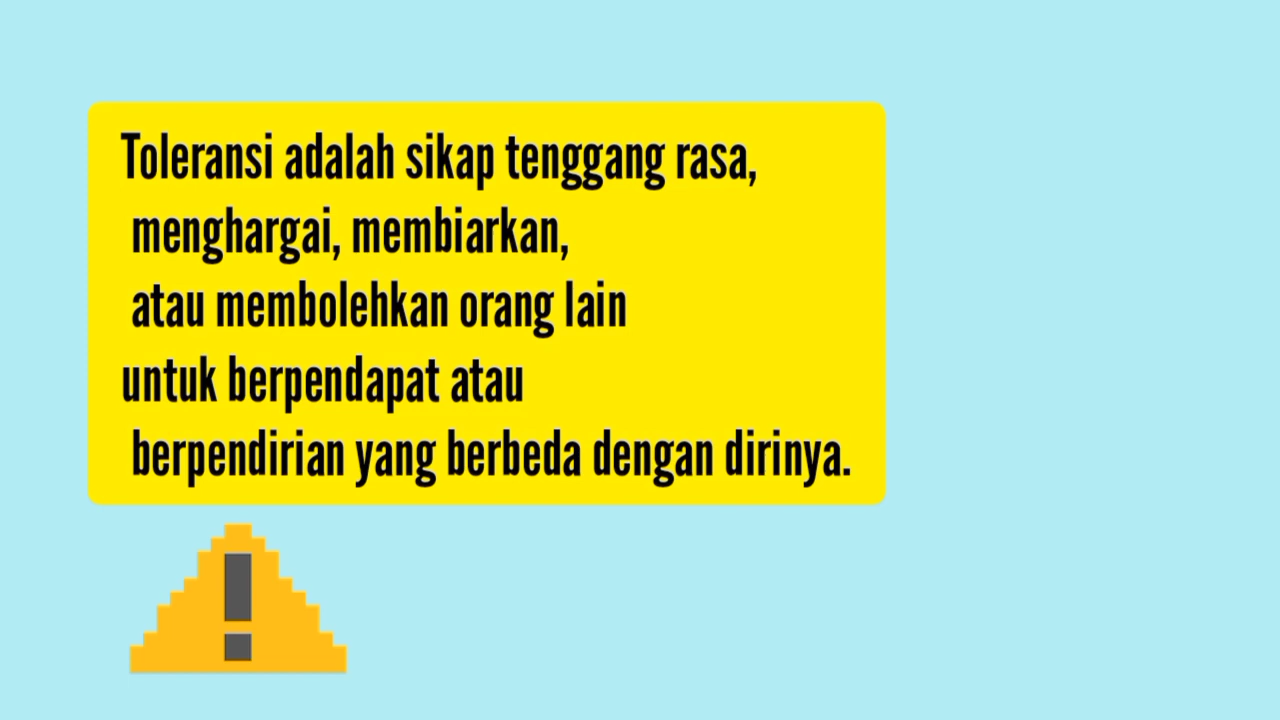 Toleransi adalah sikap tenggang rasa,
menghargai, membiarkan,
atau membolehkan orang lain
untuk berpendapat atau
berpendirian yang berbeda dengan dirinya.